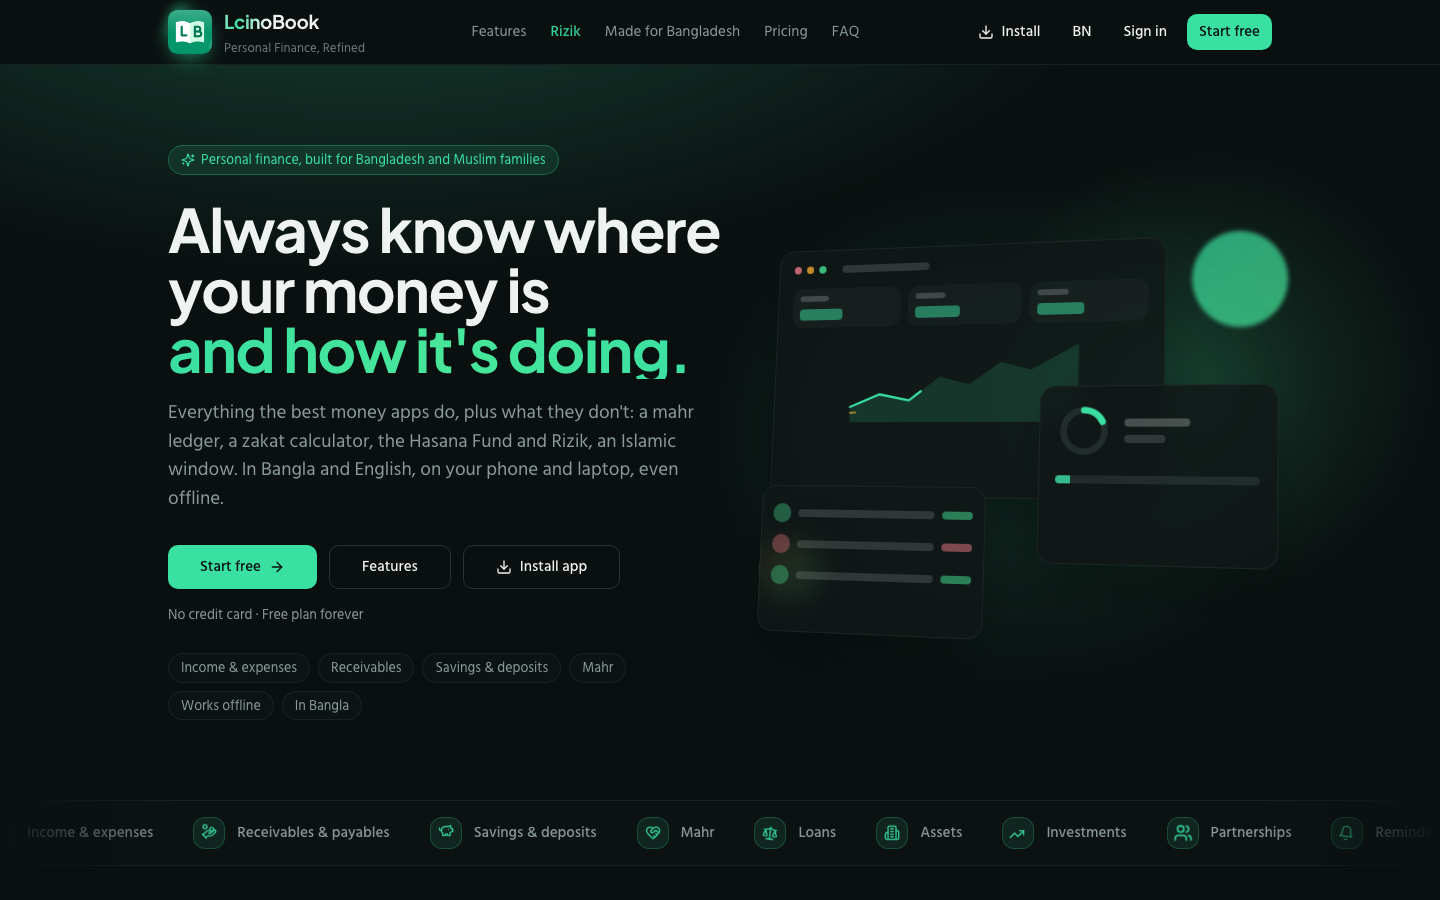 LcinoBook
Personal Finance, Refined
Features
Rizik
Made for Bangladesh
Pricing
FAQ
Install
BN
Sign in
Start free
Personal finance, built for Bangladesh and Muslim families
Always know where
your money is
and how it's doing.
Everything the best money apps do, plus what they don't: a mahr
ledger, a zakat calculator, the Hasana Fund and Rizik, an Islamic
window. In Bangla and English, on your phone and laptop, even
offline.
Start free
Features
Install app
No credit card · Free plan forever
Income & expenses
Receivables
Savings & deposits
Mahr
Works offline
In Bangla
Income & expenses
Receivables & payables
Savings & deposits
Mahr
Loans
Assets
Investments
Partnerships